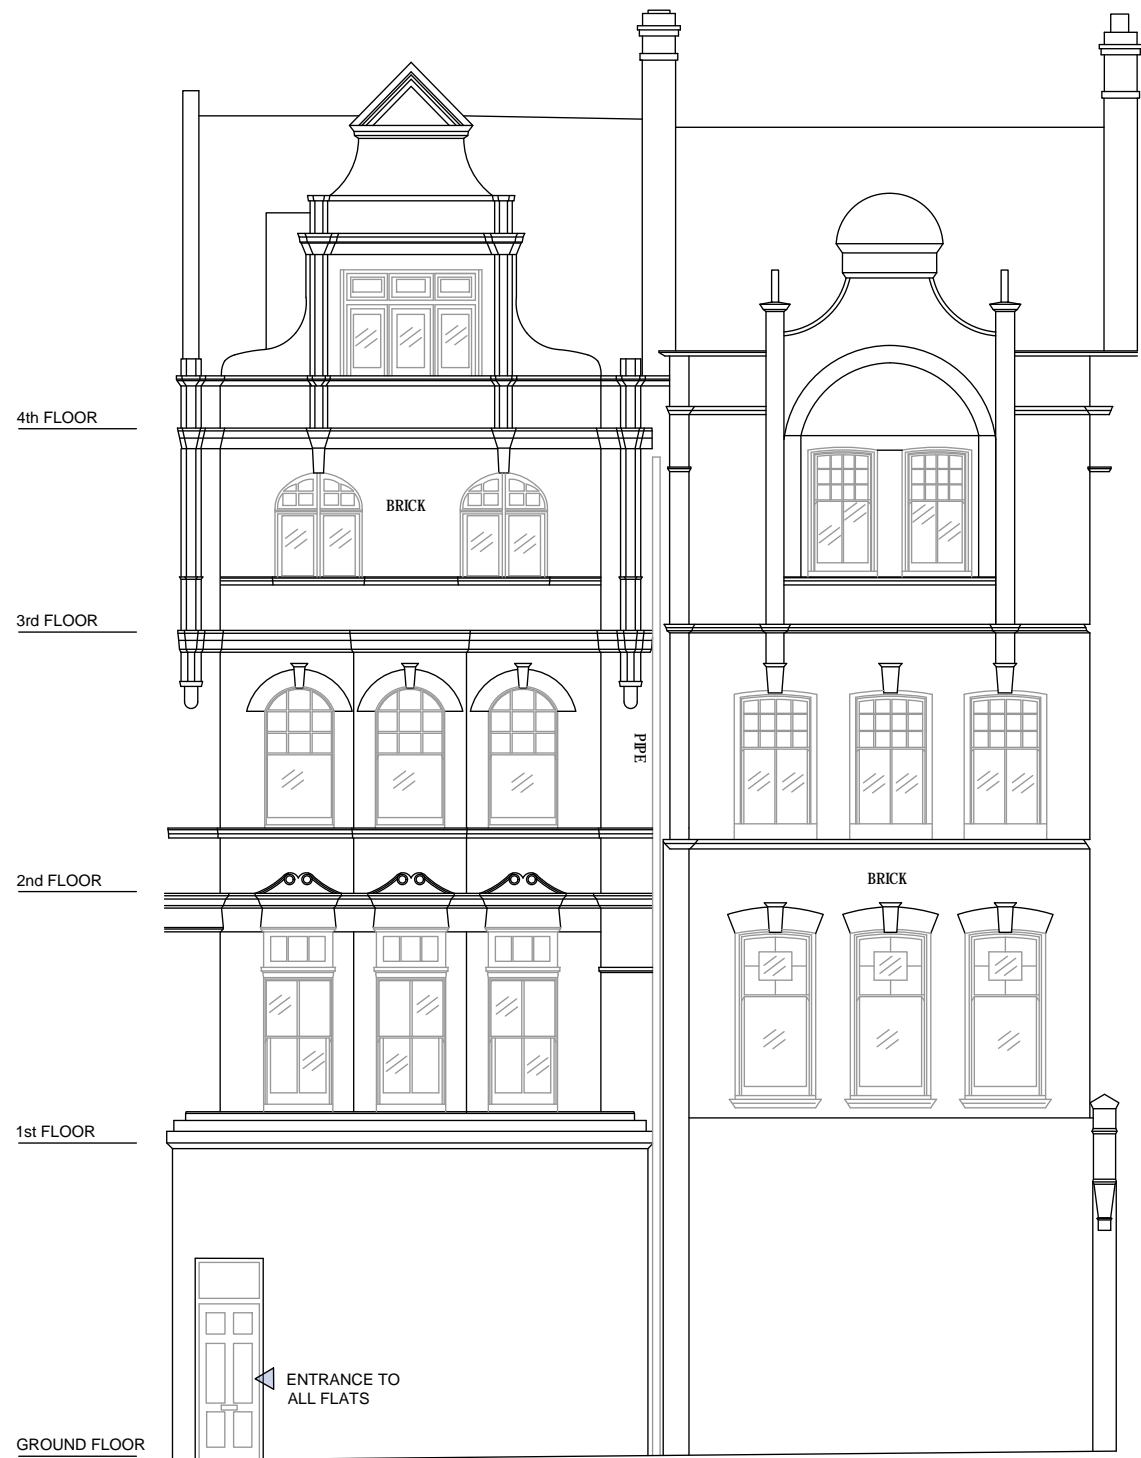 4th FLOOR
BRICK
3rd FLOOR
PIPE
2nd FLOOR
BRICK
1st FLOOR
ENTRANCE TO
ALL FLATS
GROUND FLOOR